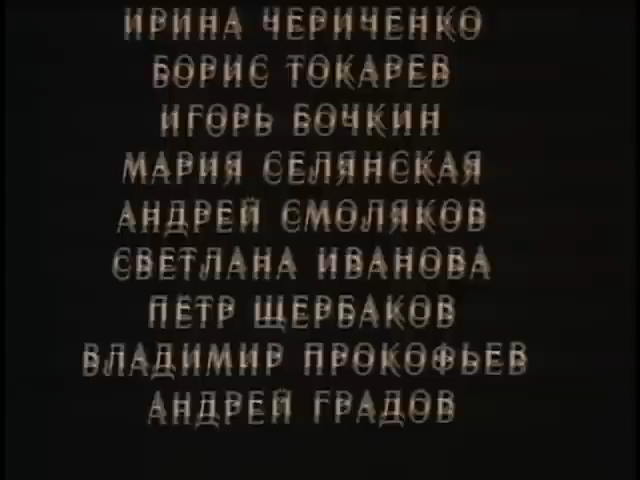 ИРИНА ЧЕРИЧЕНКО
БОРИС ТОКАРЕВ
ИГОРЬ БОЧКИН
МАРИЯ СЕЛЯНСКАЯ
АНДРЕЙ СМОЛЯКОВ
СВЕТЛАНА ИВАНОВА
ПЕТР ЩЕРБАКОВ
ВЛАДИМИР ПРОКОФЬЕВ
АНДРЕЙ ГРАДОВ